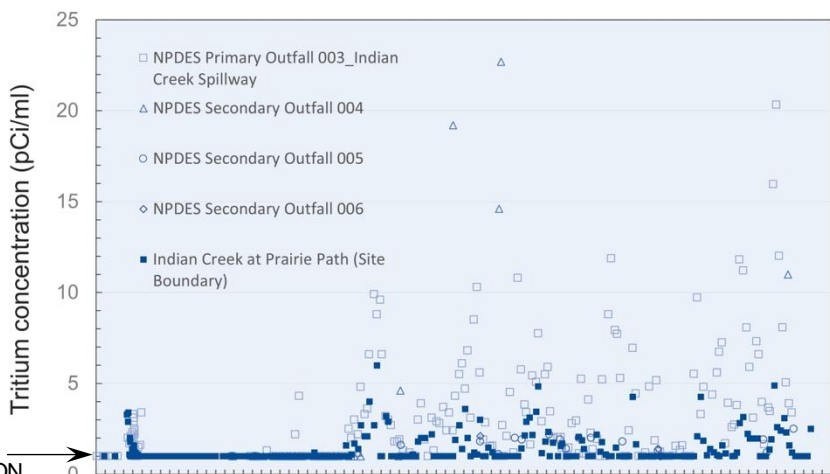 25
20
15
10
5
0
Tritium concentration (pCi/ml)
NPDES Primary Outfall 003_Indian
Creek Spillway
NPDES Secondary Outfall 004
NPDES Secondary Outfall 005
NPDES Secondary Outfall 006
Indian Creek at Prairie Path (Site
Boundary)